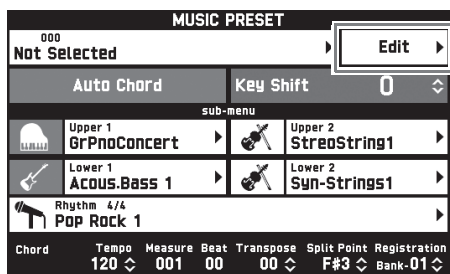 MUSIC PRESET
000
Not Selected
Edit
Auto Chord
Key Shift 0
sub-menu
Upper 1
GrPnoConcert
Upper 2
StreoString1
Lower 1
Acous.Bass 1
Lower 2
Syn-Strings1
Rhythm 4/4
Pop Rock 1
Chord Tempo Measure Beat Transpose Split Point Registration
120 001 00 00 F#3 Bank-01